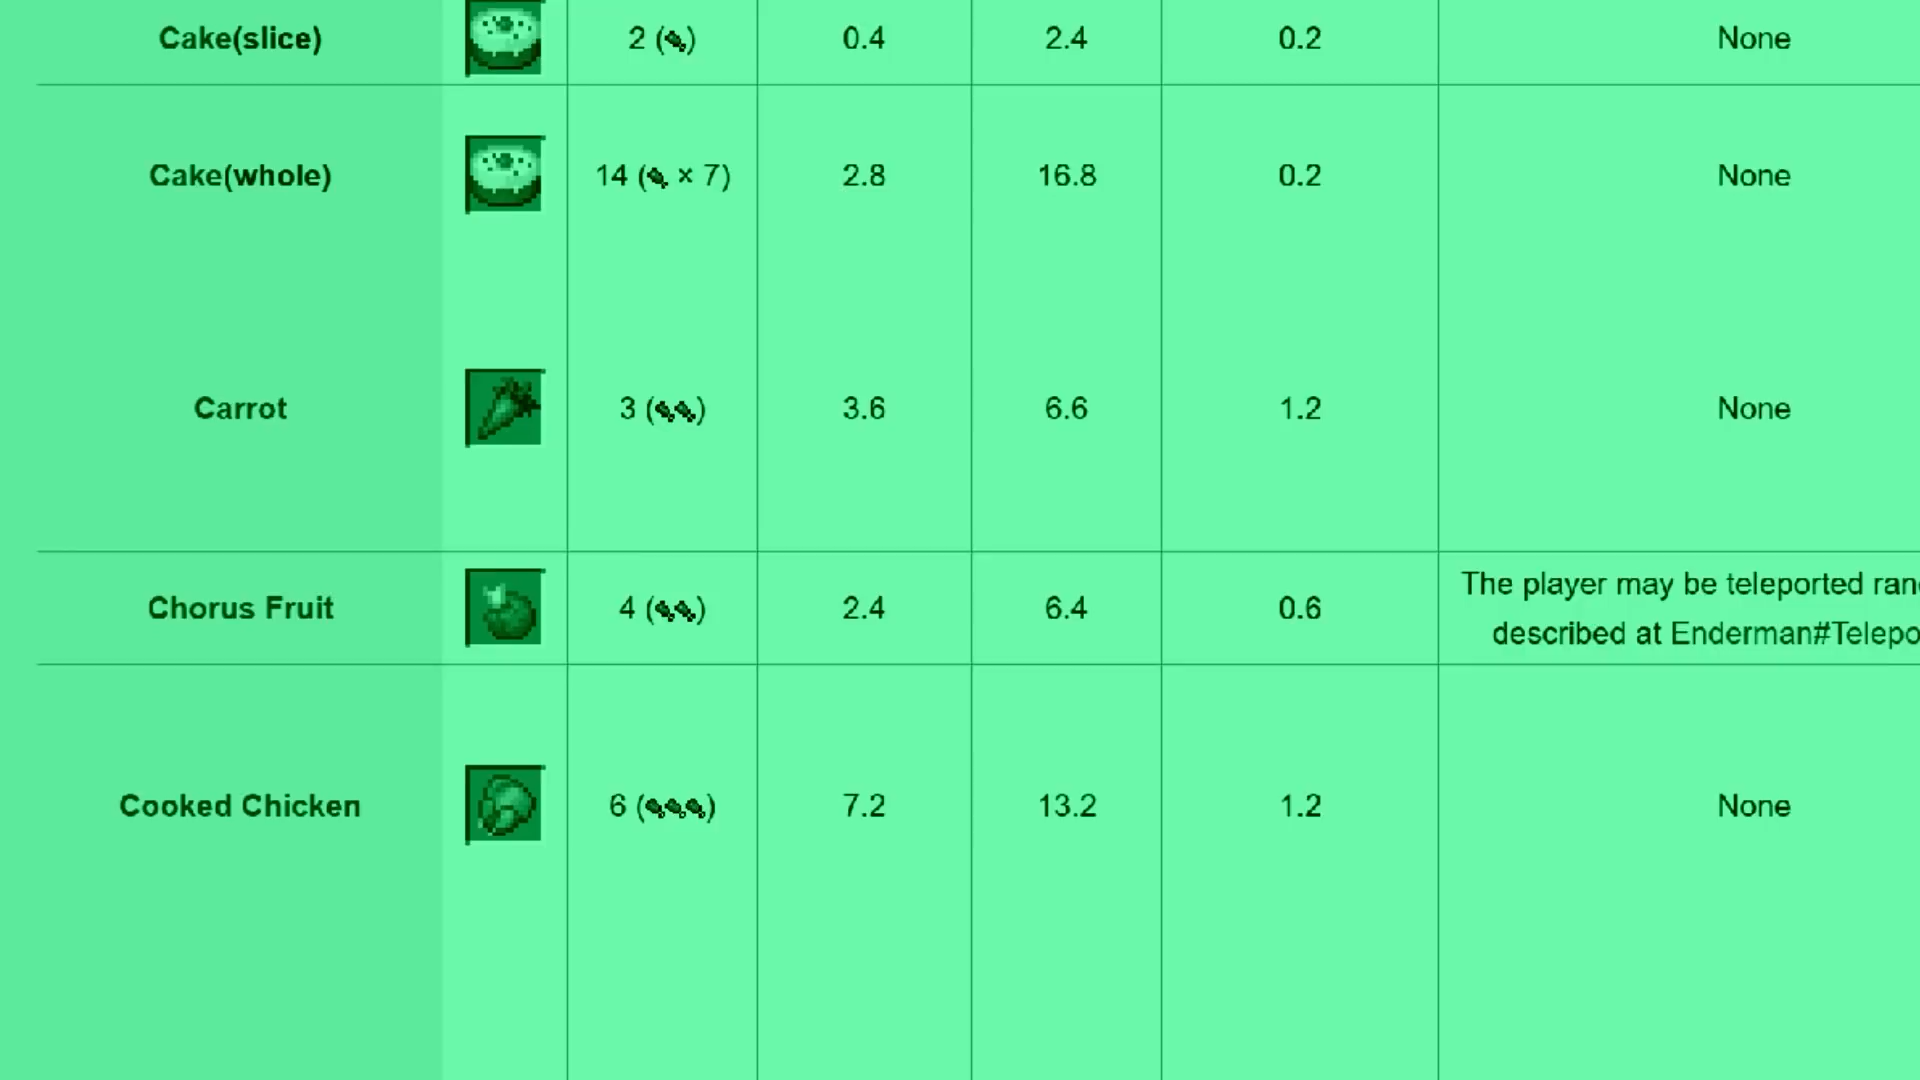 Cake(slice) 2 ( ) 0.4 2.4 0.2 None
Cake(whole) 14 ( × 7) 2.8 16.8 0.2 None
Carrot 3 ( ) 3.6 6.6 1.2 None
Chorus Fruit 4 ( ) 2.4 6.4 0.6 The player may be teleported ran
described at Enderman#Telepo
Cooked Chicken 6 ( ) 7.2 13.2 1.2 None